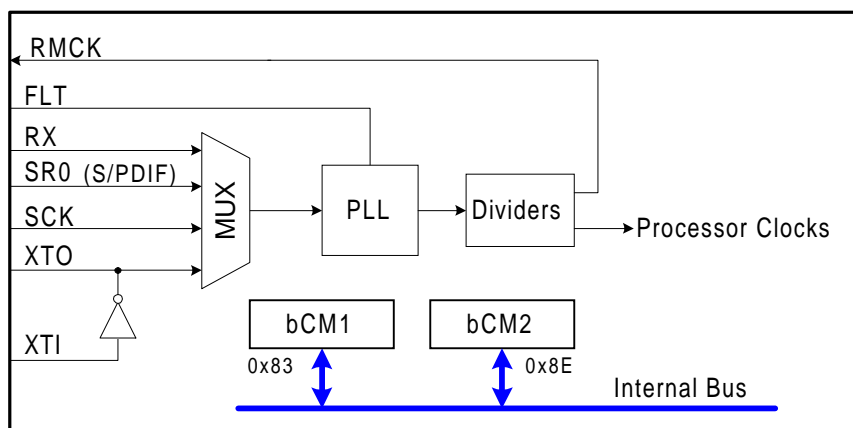 RMCK
FLT
RX
SR0 (S/PDIF)
SCK
XTO
XTI
MUX
PLL
Dividers
Processor Clocks
bCM1
bCM2
0x83
0x8E
Internal Bus